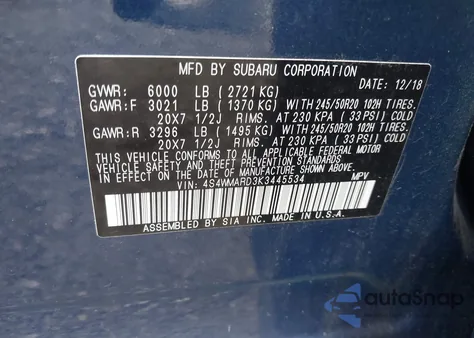 MFD BY SUBARU CORPORATION
GVWR: 6000 LB (2721 KG) DATE: 12/18
GAWR:F 3021 LB (1370 KG) WITH 245/50R20 102H TIRES.
20X7 1/2J RIMS. AT 230 KPA (33 PSI) COLD
GAWR:R 3296 LB (1495 KG) WITH 245/50R20 102H TIRES.
20X7 1/2J RIMS. AT 230 KPA (33 PSI) COLD
THIS VEHICLE CONFORMS TO ALL APPLICABLE FEDERAL MOTOR
VEHICLE SAFETY AND THEFT PREVENTION STANDARDS IN EFFECT ON THE
DATE OF MANUFACTURE SHOWN ABOVE.
VIN: 4S4WMARD3K3445534 MPV
ASSEMBLED BY SIA INC. MADE IN U.S.A.
autoSnap